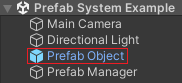 Prefab System Example
Main Camera
Directional Light
Prefab Object
Prefab Manager